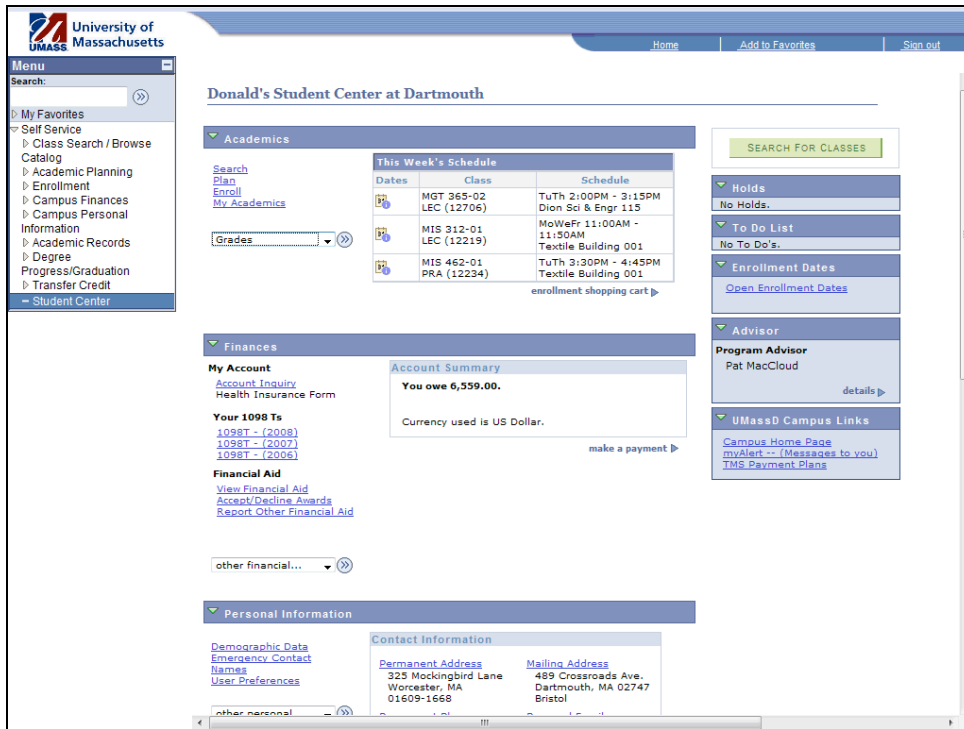 University of
Massachusetts
UMASS
Home
Add to Favorites
Sign out
Menu
Search:
My Favorites
Self Service
Class Search / Browse
Catalog
Academic Planning
Enrollment
Campus Finances
Campus Personal
Information
Academic Records
Degree
Progress/Graduation
Transfer Credit
Student Center
Donald's Student Center at Dartmouth
Academics
Search
Plan
Enroll
My Academics
Grades
This Week's Schedule
Dates Class Schedule
MGT 365-02 TuTh 2:00PM - 3:15PM
LEC (12706) Dion Sci & Engr 115
MIS 312-01 MoWeFr 11:00AM -
LEC (12219) 11:50AM
Textile Building 001
MIS 462-01 TuTh 3:30PM - 4:45PM
PRA (12234) Textile Building 001
enrollment shopping cart
Finances
My Account
Account Inquiry
Health Insurance Form
Your 1098 Ts
1098T - (2008)
1098T - (2007)
1098T - (2006)
Financial Aid
View Financial Aid
Accept/Decline Awards
Report Other Financial Aid
other financial...
Account Summary
You owe 6,559.00.
Currency used is US Dollar.
make a payment
Personal Information
Demographic Data
Emergency Contact
Names
User Preferences
other personal
Contact Information
Permanent Address
325 Mockingbird Lane
Worcester, MA
01609-1668
Mailing Address
489 Crossroads Ave.
Dartmouth, MA 02747
Bristol
SEARCH FOR CLASSES
Holds
No Holds.
To Do List
No To Do's.
Enrollment Dates
Open Enrollment Dates
Advisor
Program Advisor
Pat MacCloud
details
UMassD Campus Links
Campus Home Page
myAlert -- (Messages to you)
TMS Payment Plans